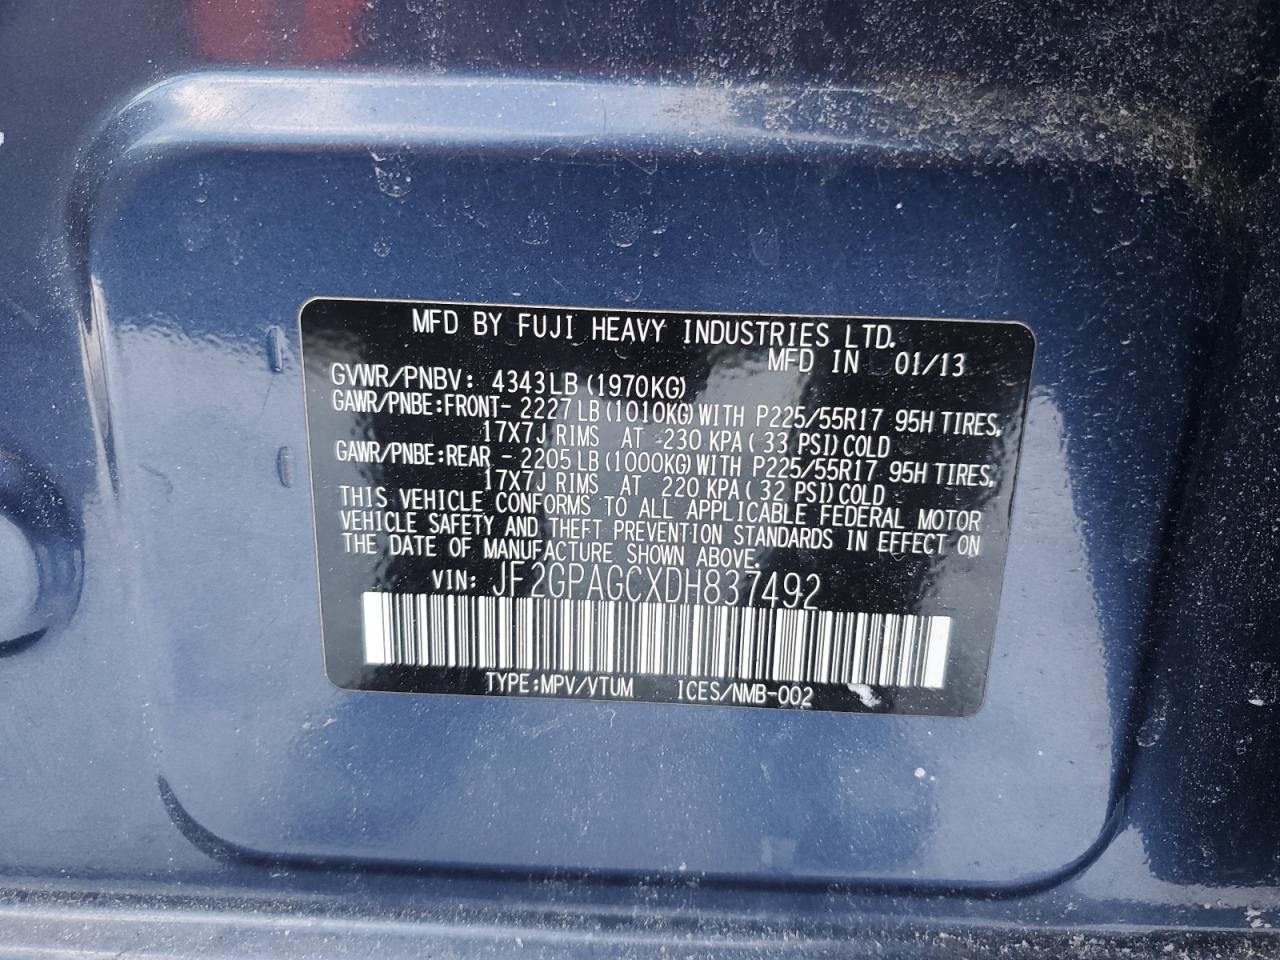 MFD BY FUJI HEAVY INDUSTRIES LTD.
MFD IN 01/13
GVWR/PNBV: 4343LB (1970KG)
GAWR/PNBE:FRONT- 2227LB (1010KG) WITH P225/55R17 95H TIRES,
17X7J RIMS AT 230 KPA (33 PSI) COLD
GAWR/PNBE:REAR - 2205LB (1000KG) WITH P225/55R17 95H TIRES,
17X7J RIMS AT 220 KPA (32 PSI) COLD
THIS VEHICLE CONFORMS TO ALL APPLICABLE FEDERAL MOTOR
VEHICLE SAFETY AND THEFT PREVENTION STANDARDS IN EFFECT ON
THE DATE OF MANUFACTURE SHOWN ABOVE.
VIN: JF2GPAGCXDH837492
TYPE:MPV/VTUM ICES/NMB-002